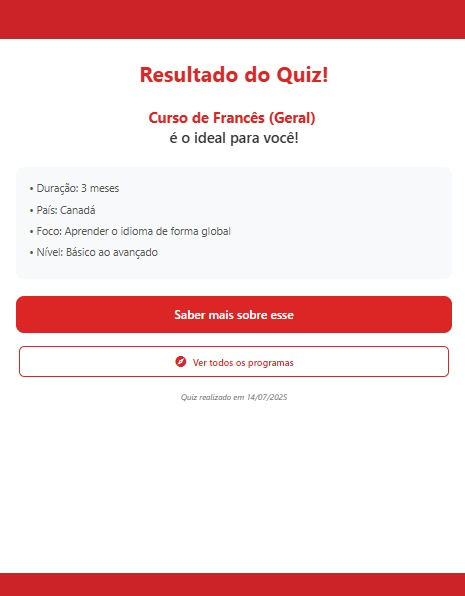 Resultado do Quiz!
Curso de Francês (Geral)
é o ideal para você!
• Duração: 3 meses
• País: Canadá
• Foco: Aprender o idioma de forma global
• Nível: Básico ao avançado
Saber mais sobre esse
Ver todos os programas
Quiz realizado em 14/07/2025